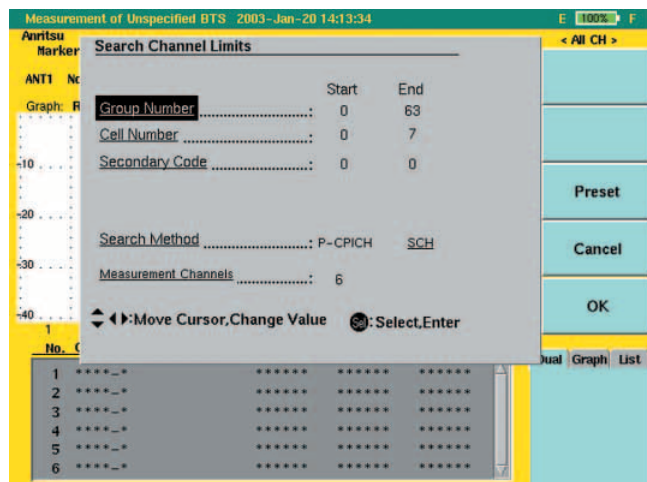 Measurement of Unspecified BTS 2003-Jan-20 14:13:34 E 100% F
Anritsu
Marker
< All CH >
Search Channel Limits
ANT1
Start End
Graph:
Group Number : 0 63
Cell Number : 0 7
-10
Secondary Code : 0 0
Preset
-20
Search Method : P-CPICH SCH
Cancel
-30
Measurement Channels : 6
OK
-40
:Move Cursor,Change Value Sel:Select,Enter
1
No.
Dual Graph List
1 ****-* ****** ****** ******
2 ****-* ****** ****** ******
3 ****-* ****** ****** ******
4 ****-* ****** ****** ******
5 ****-* ****** ****** ******
6 ****-* ****** ****** ******